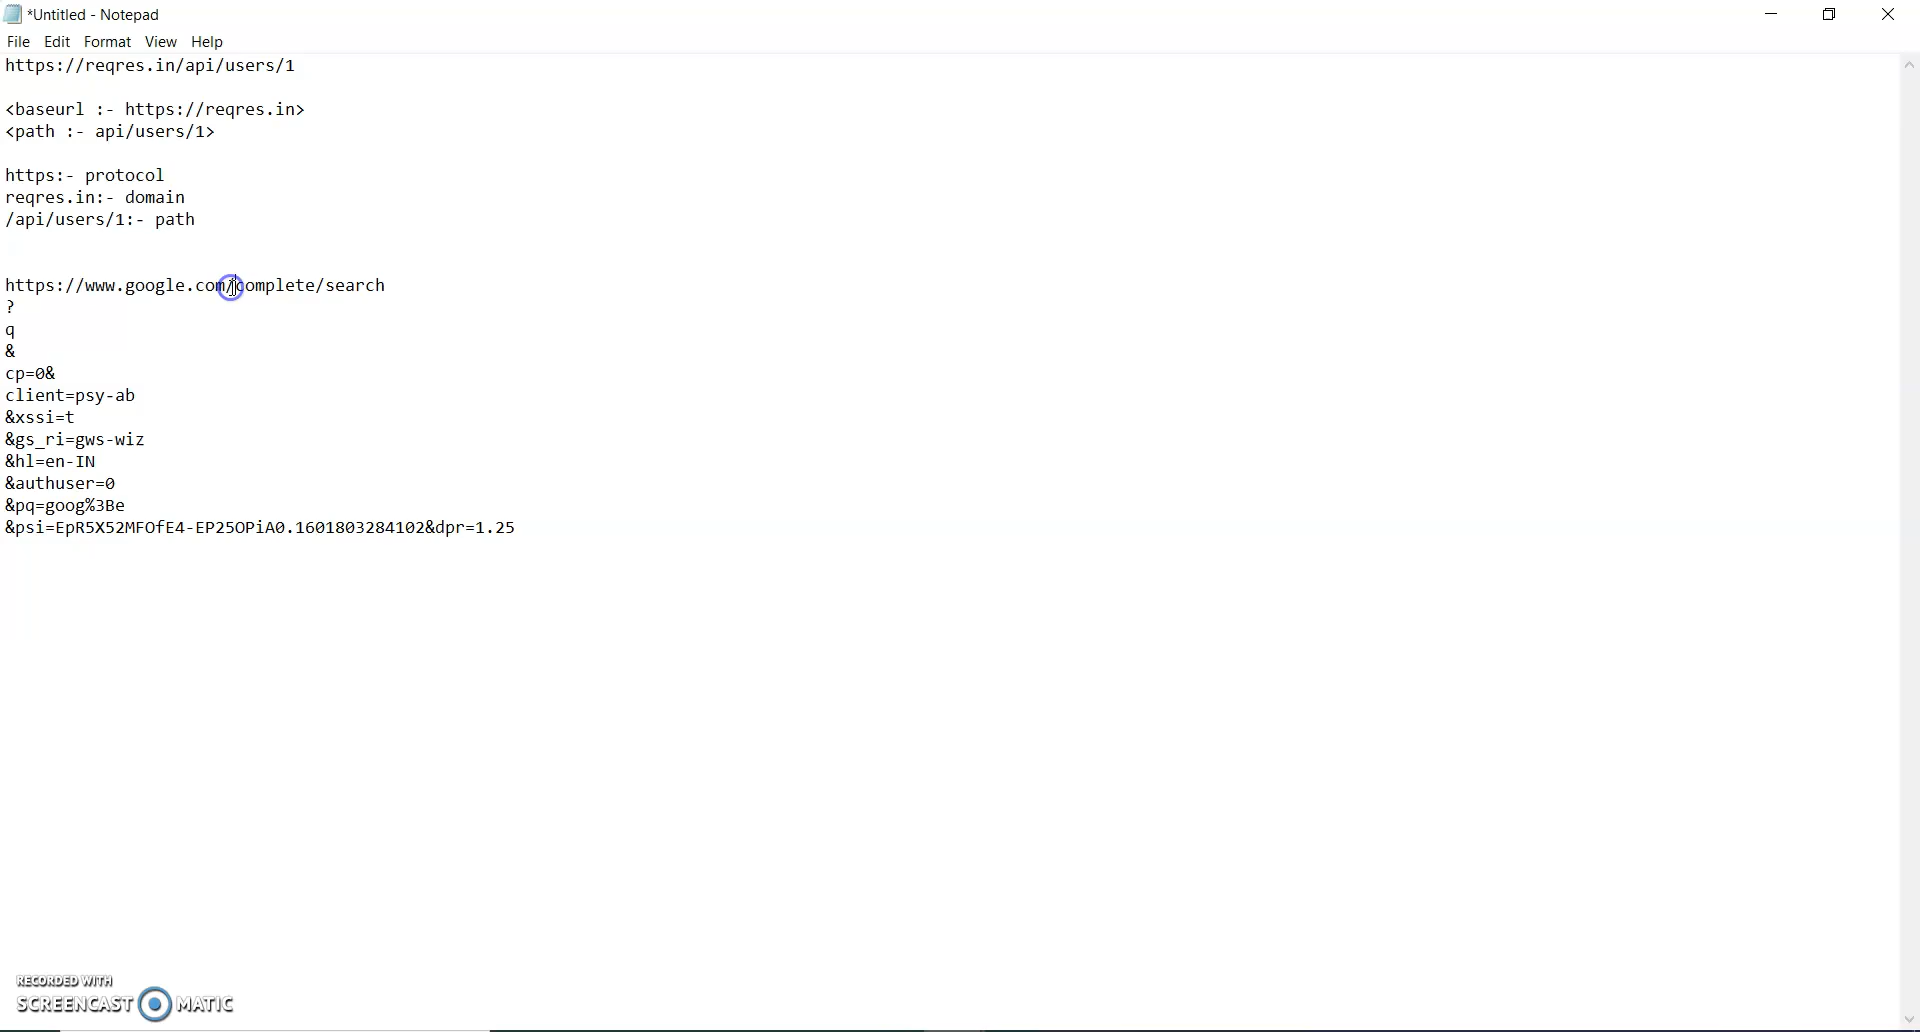 *Untitled - Notepad
File Edit Format View Help
https://reqres.in/api/users/1
<baseurl :- https://reqres.in>
<path :- api/users/1>
https:- protocol
reqres.in:- domain
/api/users/1:- path
https://www.google.com/complete/search
?
q
&
cp=0&
client=psy-ab
&xssi=t
&gs_ri=gws-wiz
&hl=en-IN
&authuser=0
&pq=goog%3Be
&psi=EpR5X52MFOfE4-EP25OPiA0.1601803284102&dpr=1.25
RECORDED WITH
SCREENCAST MATIC